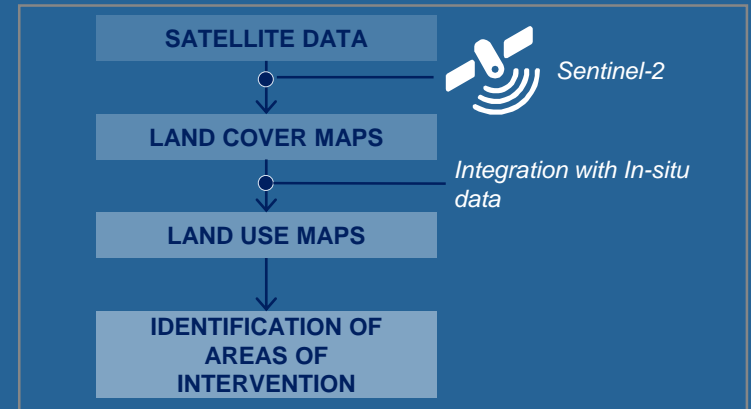 SATELLITE DATA
Sentinel-2
LAND COVER MAPS
Integration with In-situ
data
LAND USE MAPS
IDENTIFICATION OF
AREAS OF
INTERVENTION